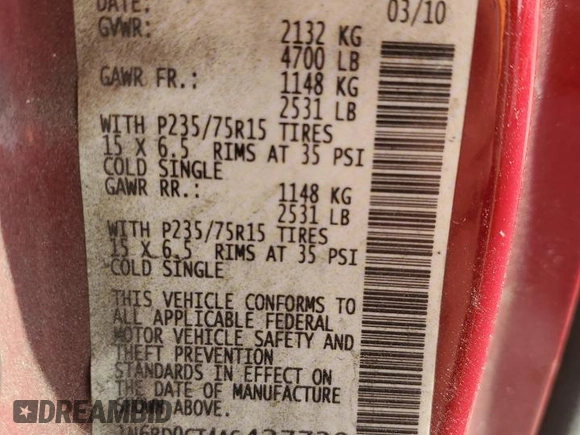 DATE: 03/10
GVWR: 2132 KG
4700 LB
GAWR FR.: 1148 KG
2531 LB
WITH P235/75R15 TIRES
15 X 6.5 RIMS AT 35 PSI
COLD SINGLE
GAWR RR.: 1148 KG
2531 LB
WITH P235/75R15 TIRES
15 X 6.5 RIMS AT 35 PSI
COLD SINGLE
THIS VEHICLE CONFORMS TO
ALL APPLICABLE FEDERAL
MOTOR VEHICLE SAFETY AND
THEFT PREVENTION
STANDARDS IN EFFECT ON
THE DATE OF MANUFACTURE
SHOWN ABOVE.
STATBID